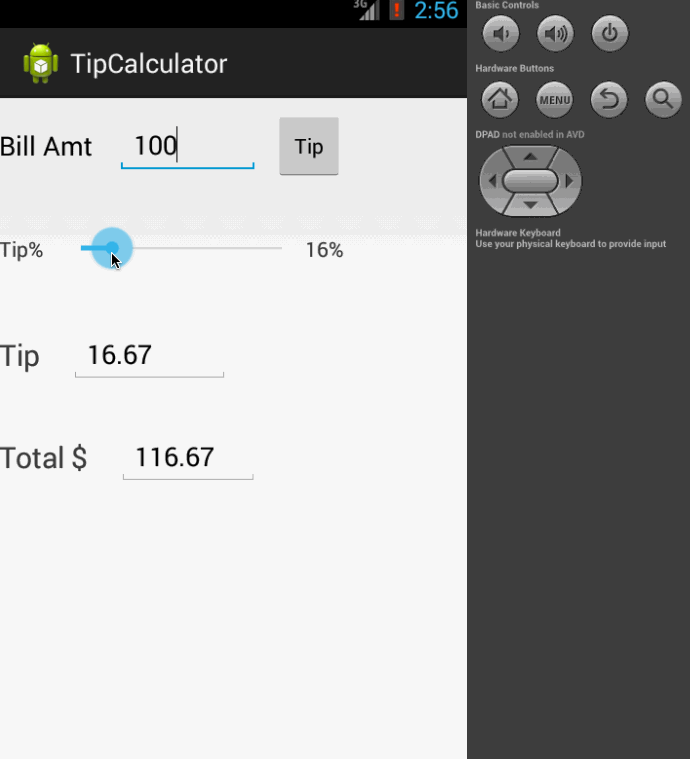 3G 2:56
TipCalculator
Bill Amt 100 Tip
Tip% 16%
Tip 16.67
Total $ 116.67
Basic Controls
Hardware Buttons
MENU
DPAD not enabled in AVD
Hardware Keyboard
Use your physical keyboard to provide input